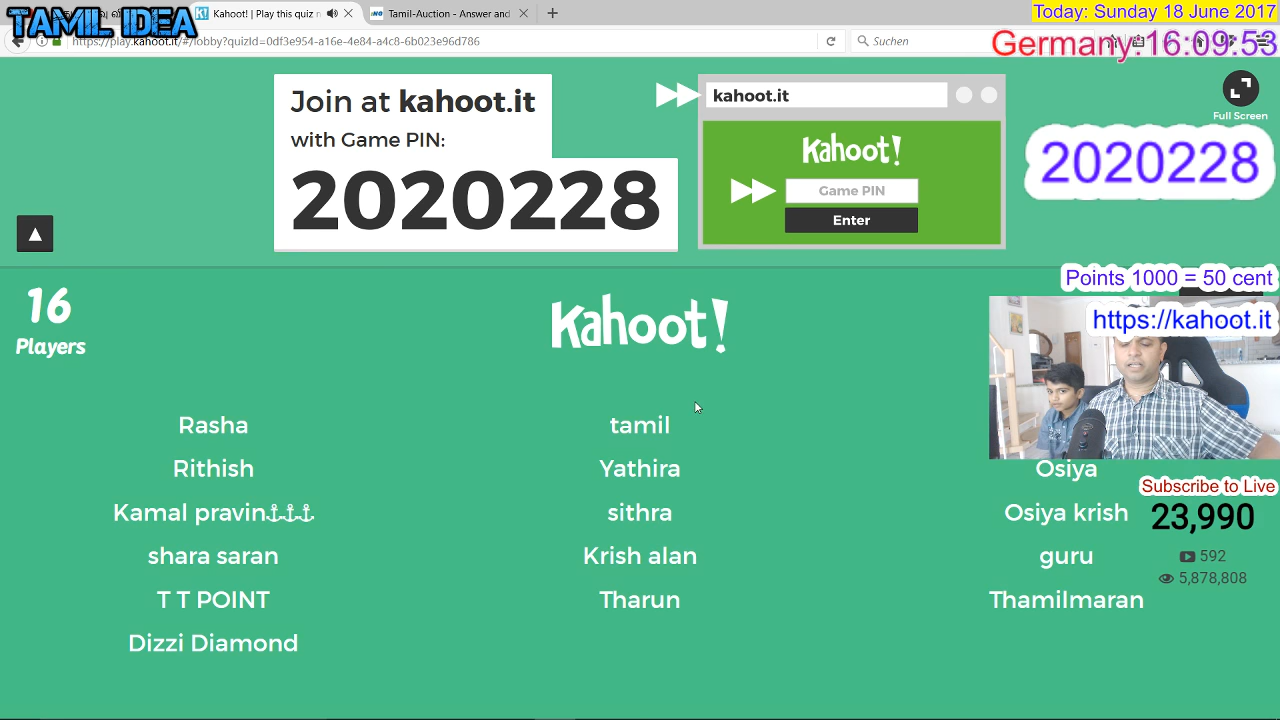 TAMIL IDEA
Kahoot! | Play this quiz n
Tamil-Auction - Answer and
Today: Sunday 18 June 2017
https://play.kahoot.it/#/lobby?quizId=0df3e954-a16e-4e84-a4c8-6b023e96d786
Suchen
Germany:16:09:53
Join at kahoot.it
with Game PIN:
2020228
kahoot.it
Kahoot!
Game PIN
Enter
Full Screen
2020228
Points 1000 = 50 cent
https://kahoot.it
16
Players
Kahoot!
Rasha
tamil
Rithish
Yathira
Osiya
Kamal pravin⚓⚓⚓
sithra
Osiya krish
shara saran
Krish alan
guru
T T POINT
Tharun
Thamilmaran
Dizzi Diamond
Subscribe to Live
23,990
592
5,878,808